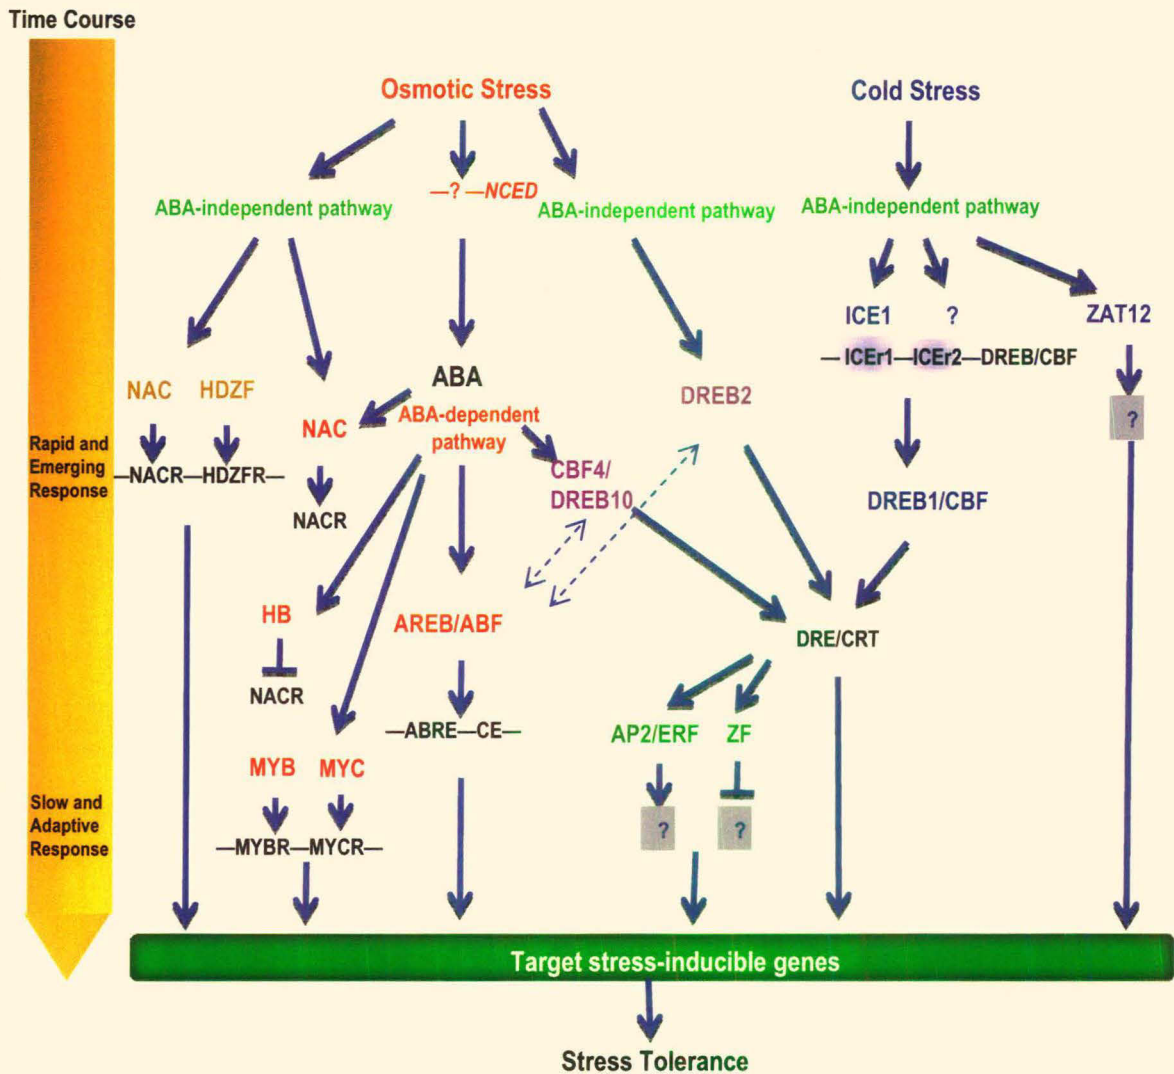 Time Course
Osmotic Stress
Cold Stress
ABA-independent pathway
—?—NCED
ABA-independent pathway
ABA-independent pathway
ICE1
?
ZAT12
— ICEr1—ICEr2—DREB/CBF
NAC
HDZF
ABA
DREB2
?
NAC
ABA-dependent
pathway
Rapid and
Emerging
Response
—NACR—HDZFR—
CBF4/
DREB10
DREB1/CBF
NACR
HB
AREB/ABF
DRE/CRT
NACR
—ABRE—CE—
AP2/ERF
ZF
MYB
MYC
Slow and
Adaptive
Response
?
?
—MYBR—MYCR—
Target stress-inducible genes
Stress Tolerance